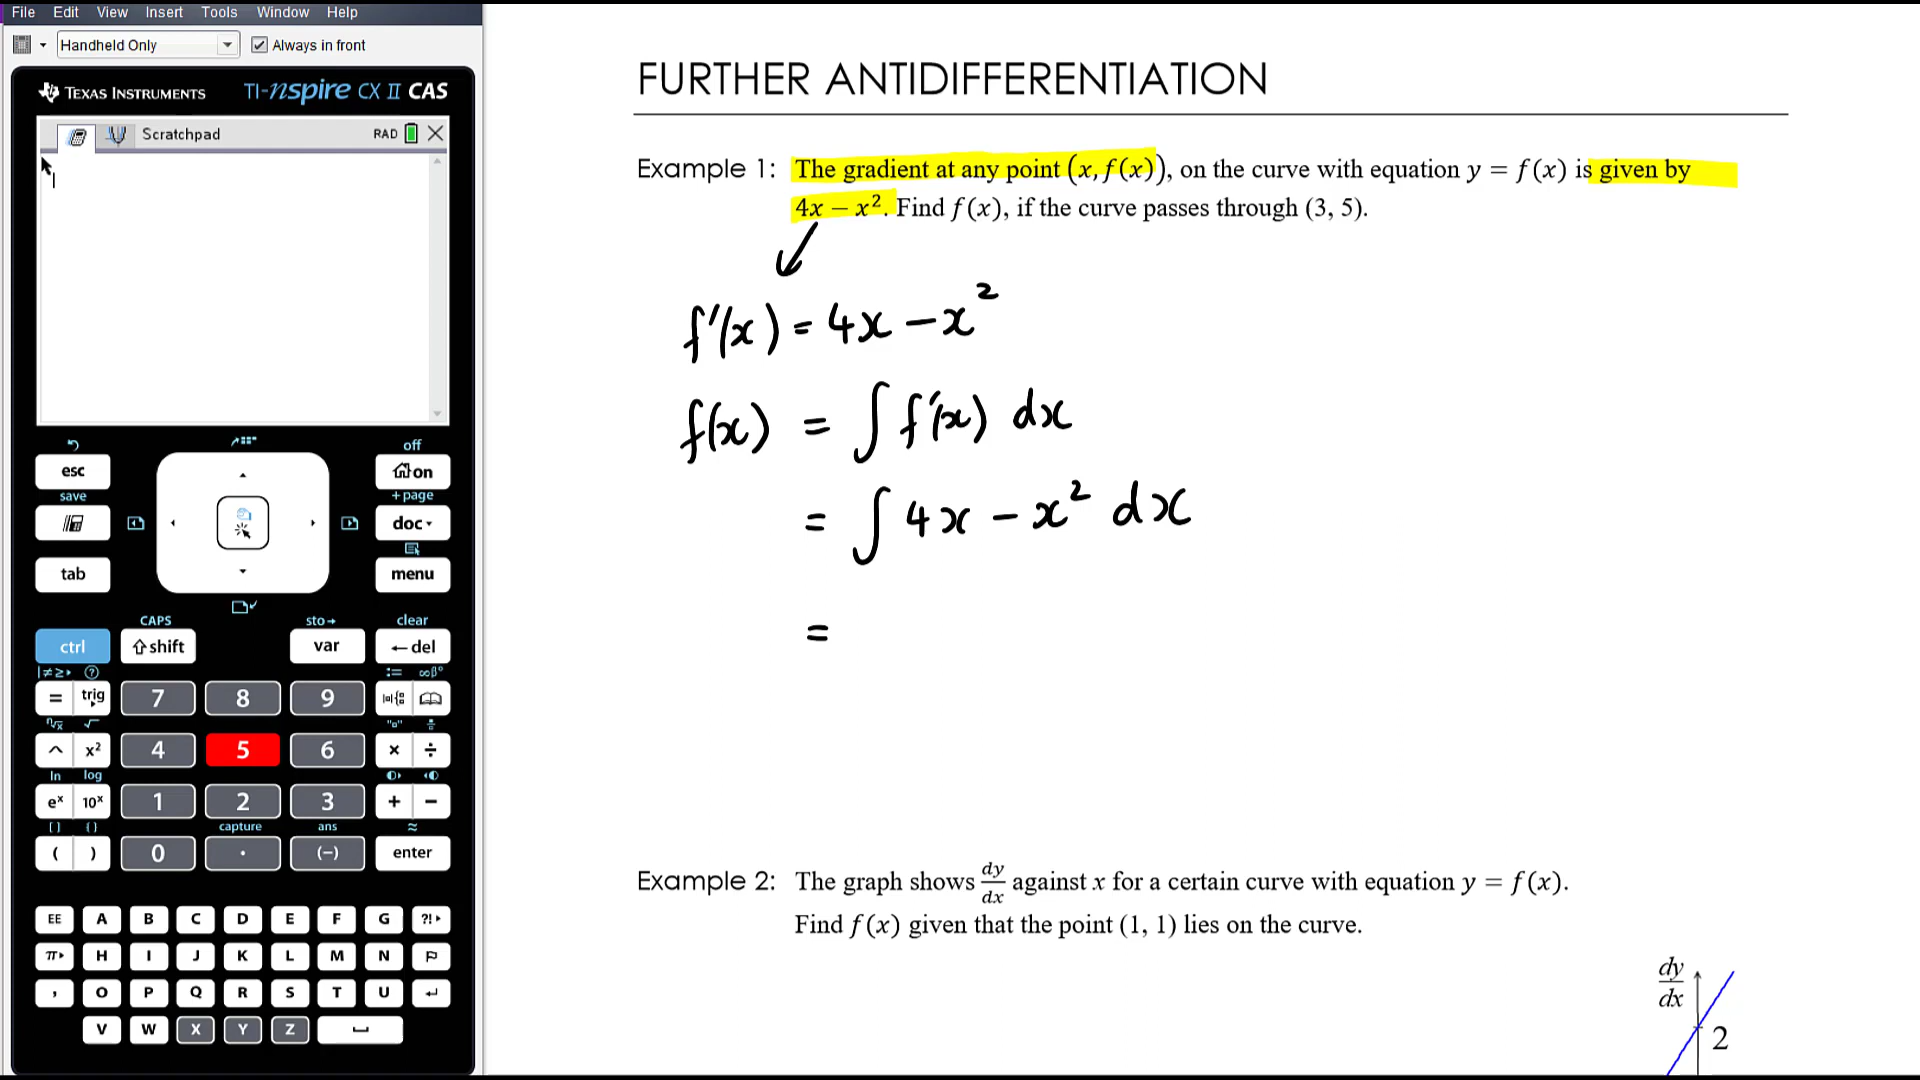 File Edit View Insert Tools Window Help
Handheld Only Always in front
TEXAS INSTRUMENTS TI-nspire CX II CAS
Scratchpad RAD
off
esc on
save +page
doc
tab menu
CAPS sto→ clear
ctrl ⇧shift var ←del
|≠≥▸ ? := ∞β°
= trig 7 8 9
ⁿ√x √ "▫" ÷
^ x² 4 5 6 × ÷
ln log
eˣ 10ˣ 1 2 3 + −
[ ] { } capture ans ≈
( ) 0 . (−) enter
EE A B C D E F G ?!▸
π▸ H I J K L M N
, O P Q R S T U ↵
V W X Y Z
FURTHER ANTIDIFFERENTIATION
Example 1: The gradient at any point (x, f(x)), on the curve with equation y = f(x) is given by
4x − x². Find f(x), if the curve passes through (3, 5).
f'(x) = 4x − x²
f(x) = ∫ f'(x) dx
= ∫ 4x − x² dx
=
Example 2: The graph shows dy/dx against x for a certain curve with equation y = f(x).
Find f(x) given that the point (1, 1) lies on the curve.
dy/dx
2